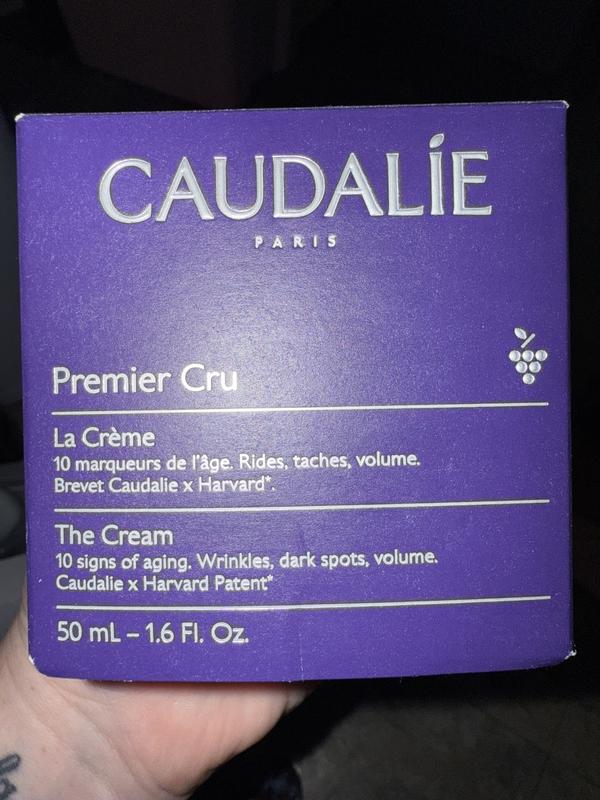 CAUDALÍE
PARIS
Premier Cru
La Crème
10 marqueurs de l'âge. Rides, taches, volume.
Brevet Caudalie x Harvard*.
The Cream
10 signs of aging. Wrinkles, dark spots, volume.
Caudalie x Harvard Patent*
50 mL – 1.6 Fl. Oz.